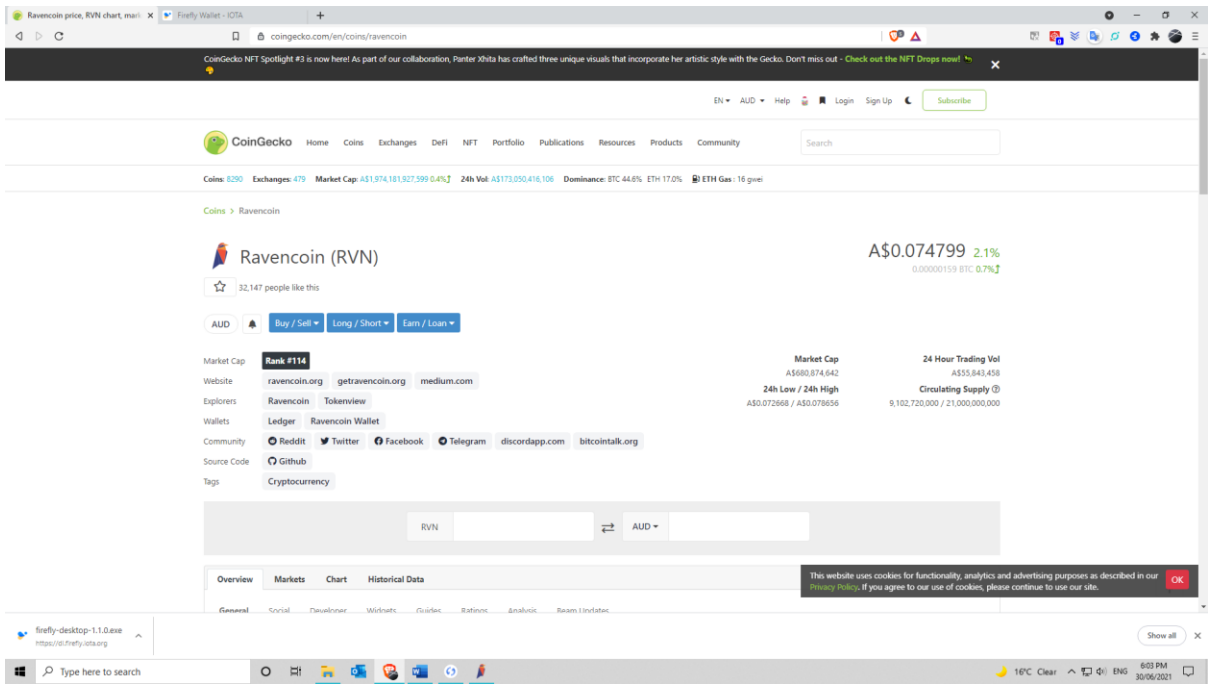 Ravencoin price, RVN chart, mark
Firefly Wallet - IOTA
coingecko.com/en/coins/ravencoin
CoinGecko NFT Spotlight #3 is now here! As part of our collaboration, Panter Xhita has crafted three unique visuals that incorporate her artistic style with the Gecko. Don't miss out - Check out the NFT Drops now!
EN AUD Help Login Sign Up Subscribe
CoinGecko Home Coins Exchanges DeFi NFT Portfolio Publications Resources Products Community Search
Coins: 8290 Exchanges: 479 Market Cap: A$1,974,181,927,599 0.4% 24h Vol: A$173,050,416,106 Dominance: BTC 44.6% ETH 17.0% ETH Gas: 16 gwei
Coins > Ravencoin
Ravencoin (RVN)
A$0.074799 2.1%
0.00000159 BTC 0.7%
32,147 people like this
AUD Buy / Sell Long / Short Earn / Loan
Market Cap Rank #114
Website ravencoin.org getravencoin.org medium.com
Explorers Ravencoin Tokenview
Wallets Ledger Ravencoin Wallet
Community Reddit Twitter Facebook Telegram discordapp.com bitcointalk.org
Source Code Github
Tags Cryptocurrency
Market Cap 24 Hour Trading Vol
A$680,874,642 A$55,843,458
24h Low / 24h High Circulating Supply
A$0.072668 / A$0.078656 9,102,720,000 / 21,000,000,000
RVN AUD
Overview Markets Chart Historical Data
General Social Developer Widgets Guides Ratings Analysis Beam Updates
This website uses cookies for functionality, analytics and advertising purposes as described in our
Privacy Policy. If you agree to our use of cookies, please continue to use our site.
OK
firefly-desktop-1.1.0.exe
https://dl.firefly.iota.org
Show all
Type here to search
16°C Clear ENG 6:03 PM
30/06/2021